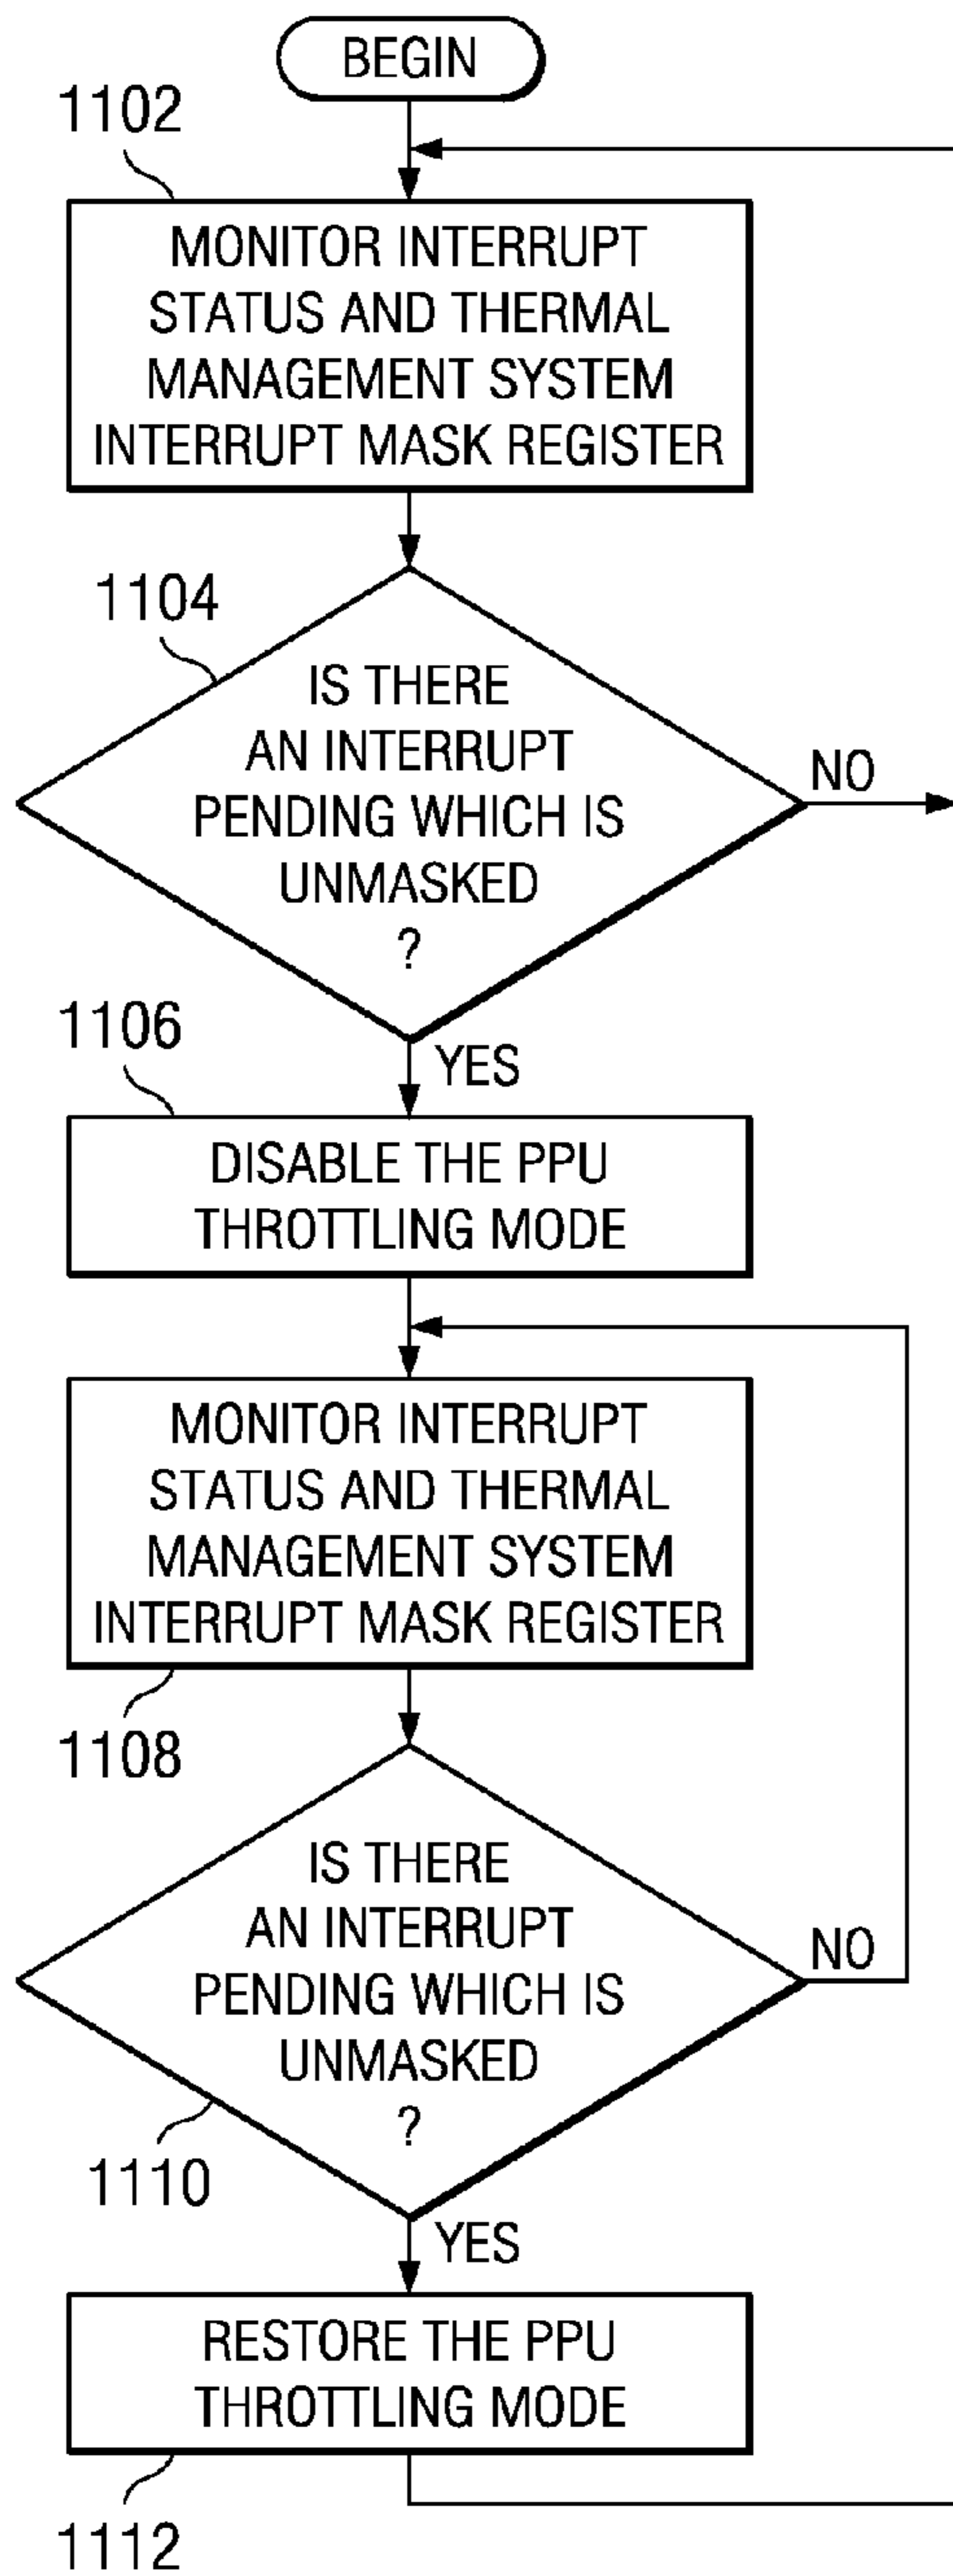 BEGIN
1102
MONITOR INTERRUPT
STATUS AND THERMAL
MANAGEMENT SYSTEM
INTERRUPT MASK REGISTER
1104
IS THERE
AN INTERRUPT
PENDING WHICH IS
UNMASKED
?
NO
YES
1106
DISABLE THE PPU
THROTTLING MODE
MONITOR INTERRUPT
STATUS AND THERMAL
MANAGEMENT SYSTEM
INTERRUPT MASK REGISTER
1108
IS THERE
AN INTERRUPT
PENDING WHICH IS
UNMASKED
?
NO
1110
YES
RESTORE THE PPU
THROTTLING MODE
1112